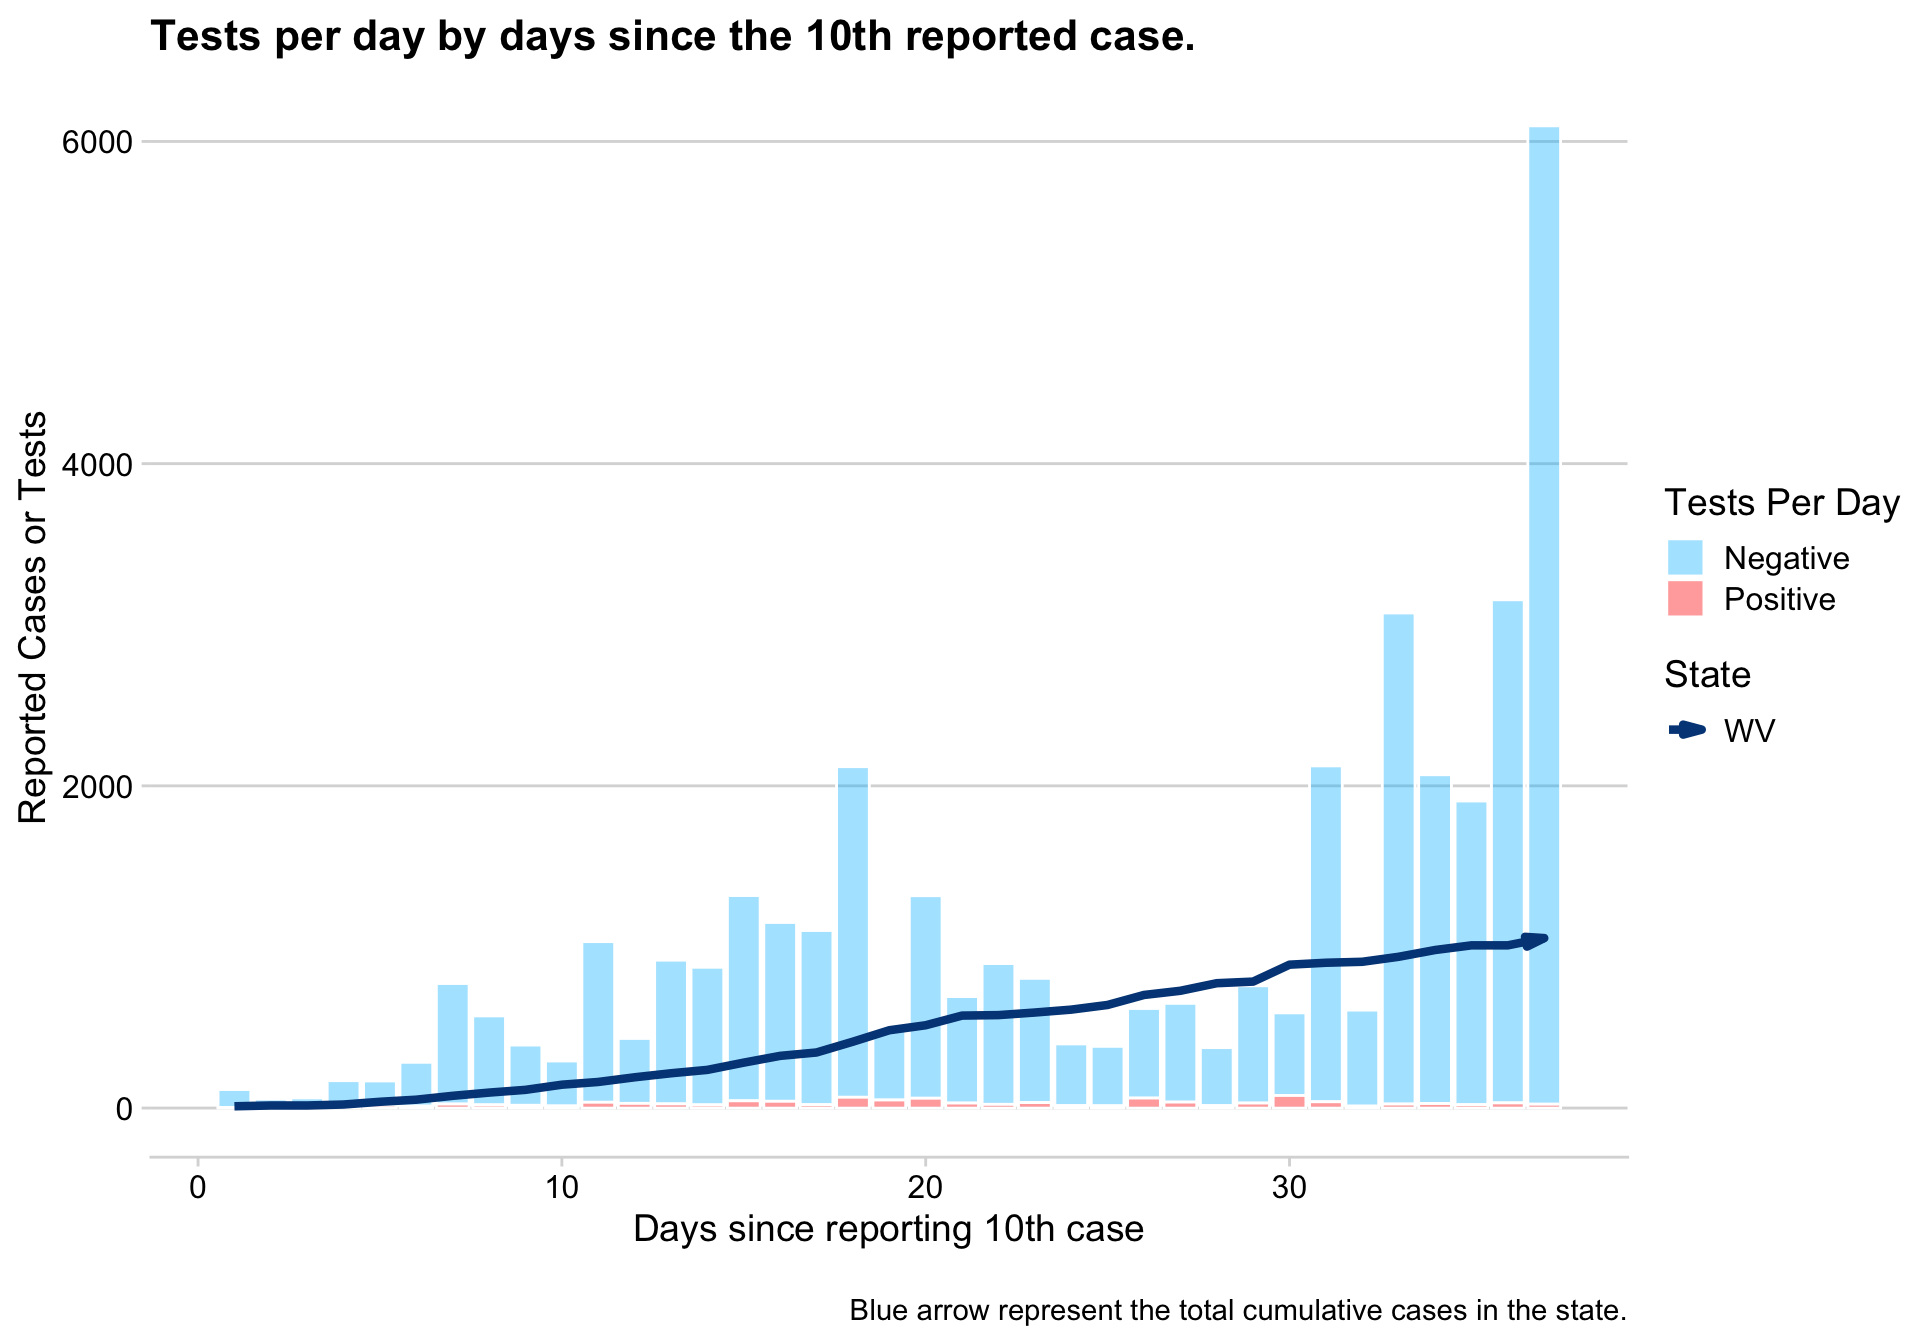 Tests per day by days since the 10th reported case.
6000
4000
2000
0
Reported Cases or Tests
0 10 20 30
Days since reporting 10th case
Tests Per Day
Negative
Positive
State
WV
Blue arrow represent the total cumulative cases in the state.